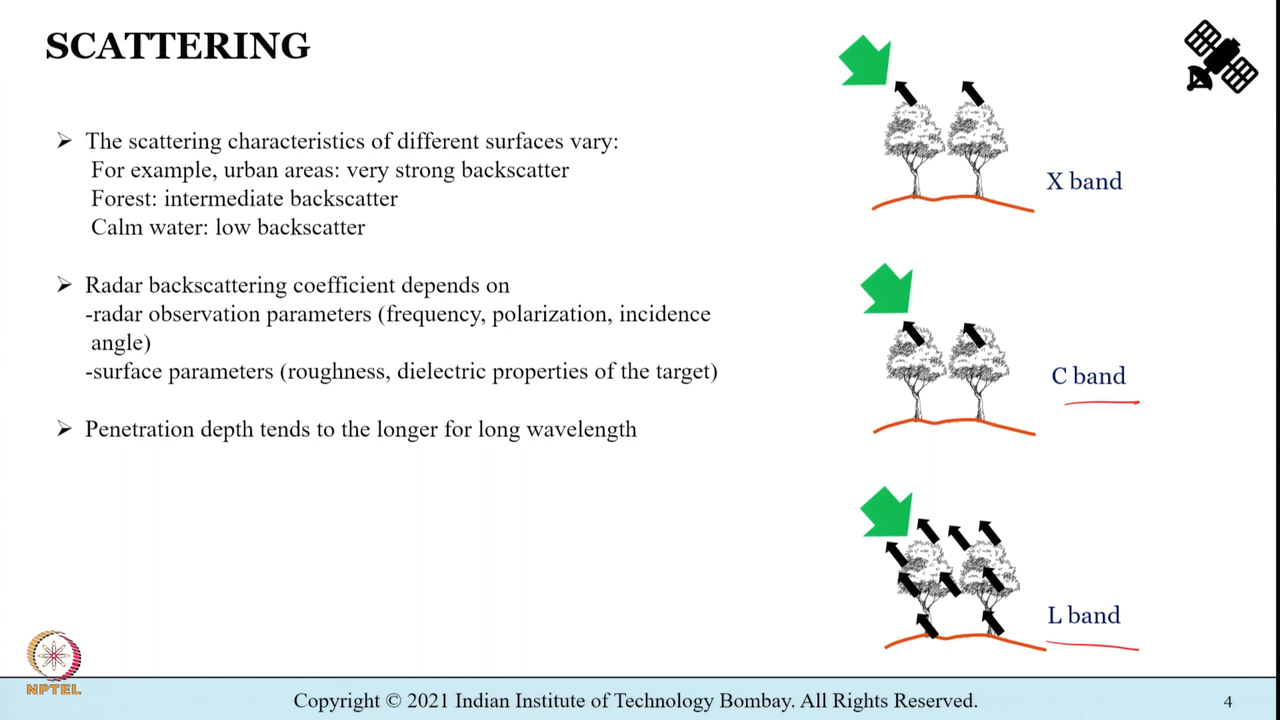 SCATTERING
➢ The scattering characteristics of different surfaces vary:
For example, urban areas: very strong backscatter
Forest: intermediate backscatter
Calm water: low backscatter
➢ Radar backscattering coefficient depends on
-radar observation parameters (frequency, polarization, incidence
angle)
-surface parameters (roughness, dielectric properties of the target)
➢ Penetration depth tends to the longer for long wavelength
X band
C band
L band
NPTEL
Copyright © 2021 Indian Institute of Technology Bombay. All Rights Reserved.
4